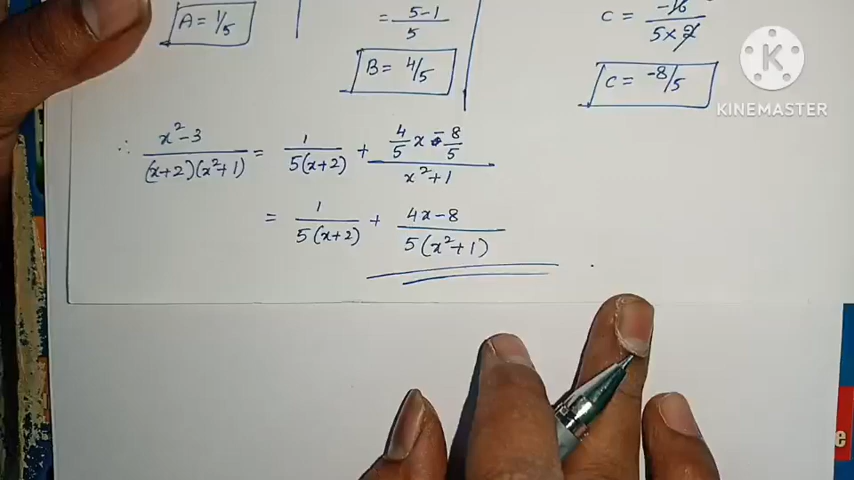 A = 1/5
= 5-1/5
B = 4/5
C = -16/5×2
C = -8/5
∴ x²-3/(x+2)(x²+1) = 1/5(x+2) + 4/5 x - 8/5/x²+1
= 1/5(x+2) + 4x-8/5(x²+1)
K
KINEMASTER
e